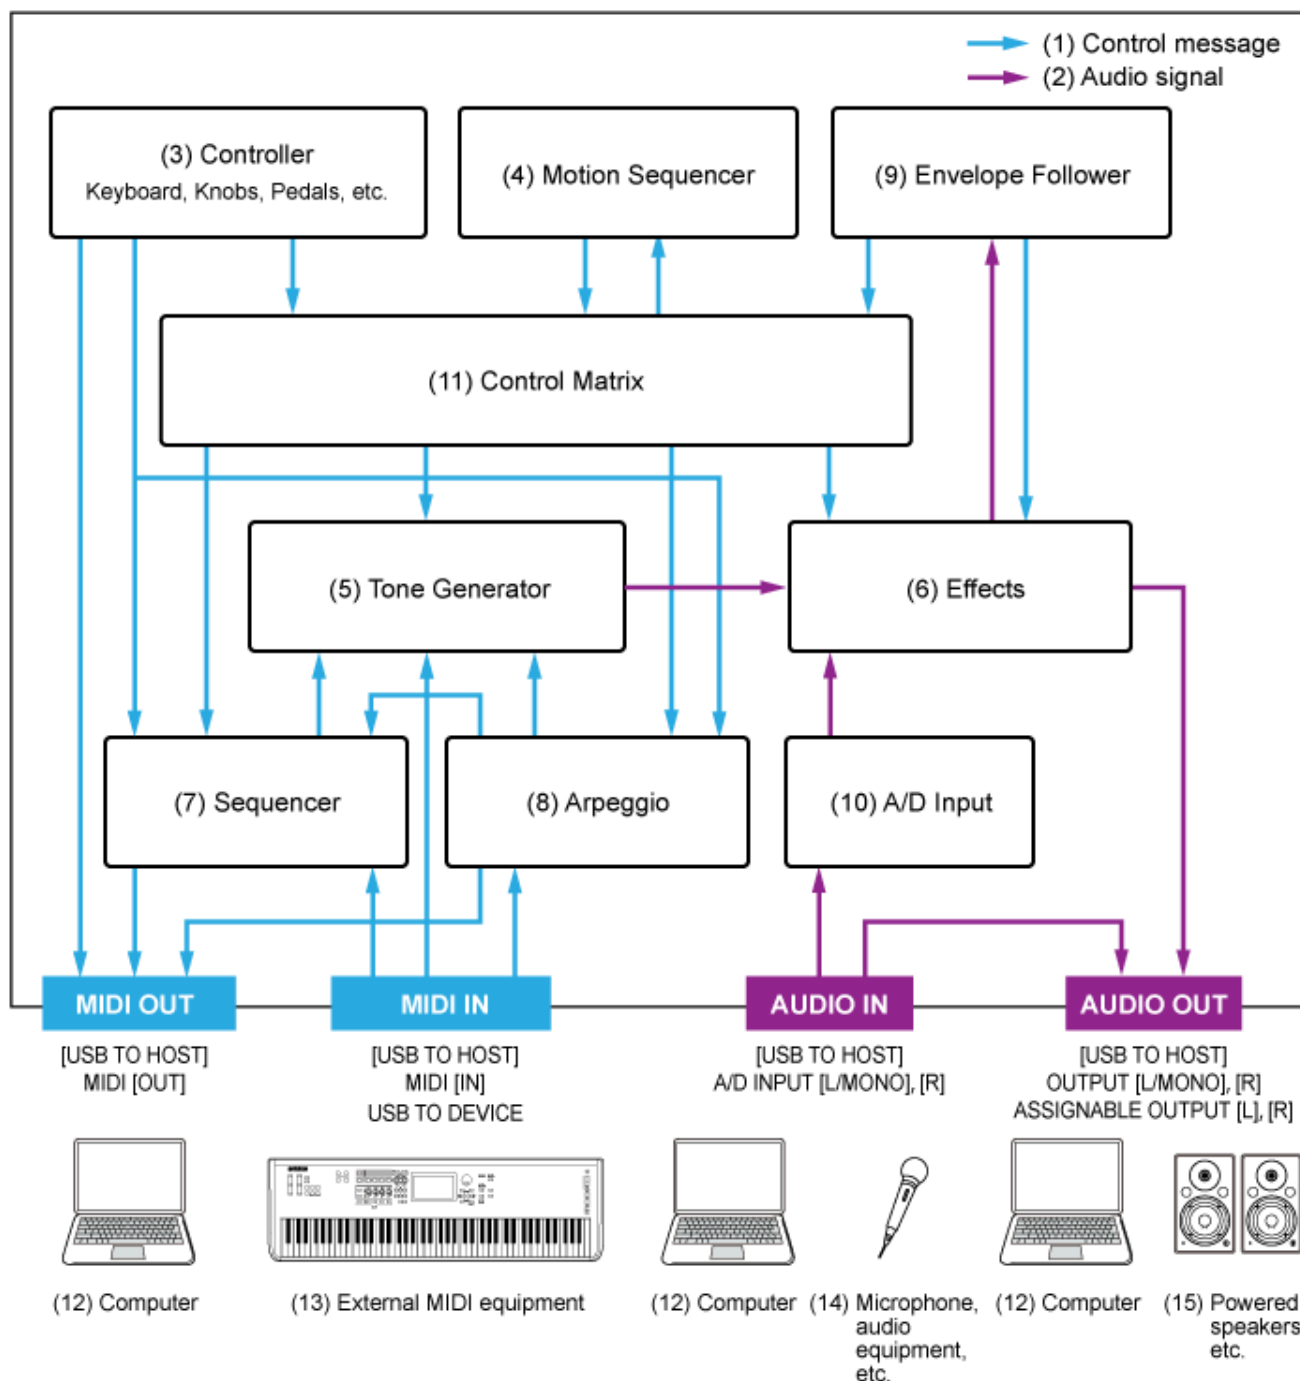 (1) Control message
(2) Audio signal
(3) Controller
Keyboard, Knobs, Pedals, etc.
(4) Motion Sequencer
(9) Envelope Follower
(11) Control Matrix
(5) Tone Generator
(6) Effects
(7) Sequencer
(8) Arpeggio
(10) A/D Input
MIDI OUT
MIDI IN
AUDIO IN
AUDIO OUT
[USB TO HOST]
MIDI [OUT]
[USB TO HOST]
MIDI [IN]
USB TO DEVICE
[USB TO HOST]
A/D INPUT [L/MONO], [R]
[USB TO HOST]
OUTPUT [L/MONO], [R]
ASSIGNABLE OUTPUT [L], [R]
(12) Computer
(13) External MIDI equipment
(12) Computer
(14) Microphone,
audio
equipment,
etc.
(12) Computer
(15) Powered
speakers
etc.